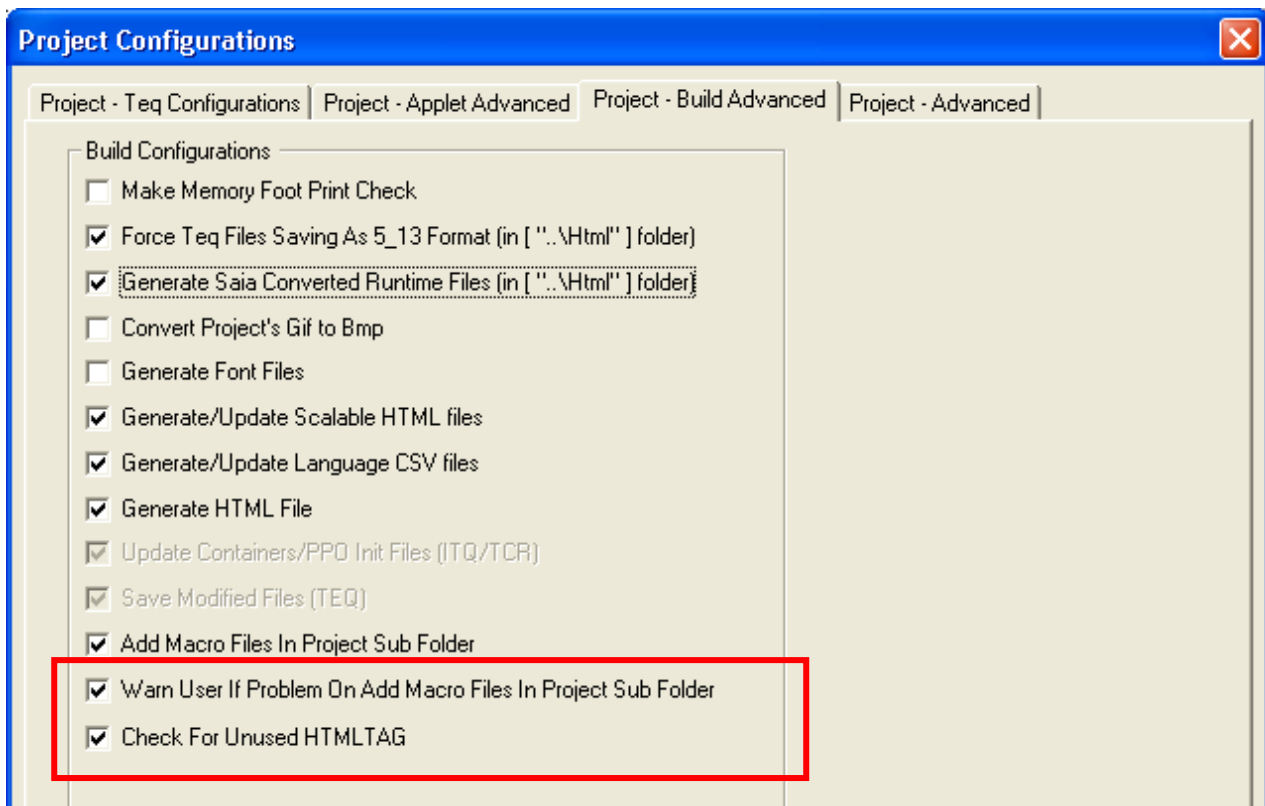 Project Configurations
Project - Teq Configurations
Project - Applet Advanced
Project - Build Advanced
Project - Advanced
Build Configurations
Make Memory Foot Print Check
Force Teq Files Saving As 5_13 Format (in [ "..\Html" ] folder)
Generate Saia Converted Runtime Files (in [ "..\Html" ] folder)
Convert Project's Gif to Bmp
Generate Font Files
Generate/Update Scalable HTML files
Generate/Update Language CSV files
Generate HTML File
Update Containers/PPO Init Files (ITQ/TCR)
Save Modified Files (TEQ)
Add Macro Files In Project Sub Folder
Warn User If Problem On Add Macro Files In Project Sub Folder
Check For Unused HTMLTAG